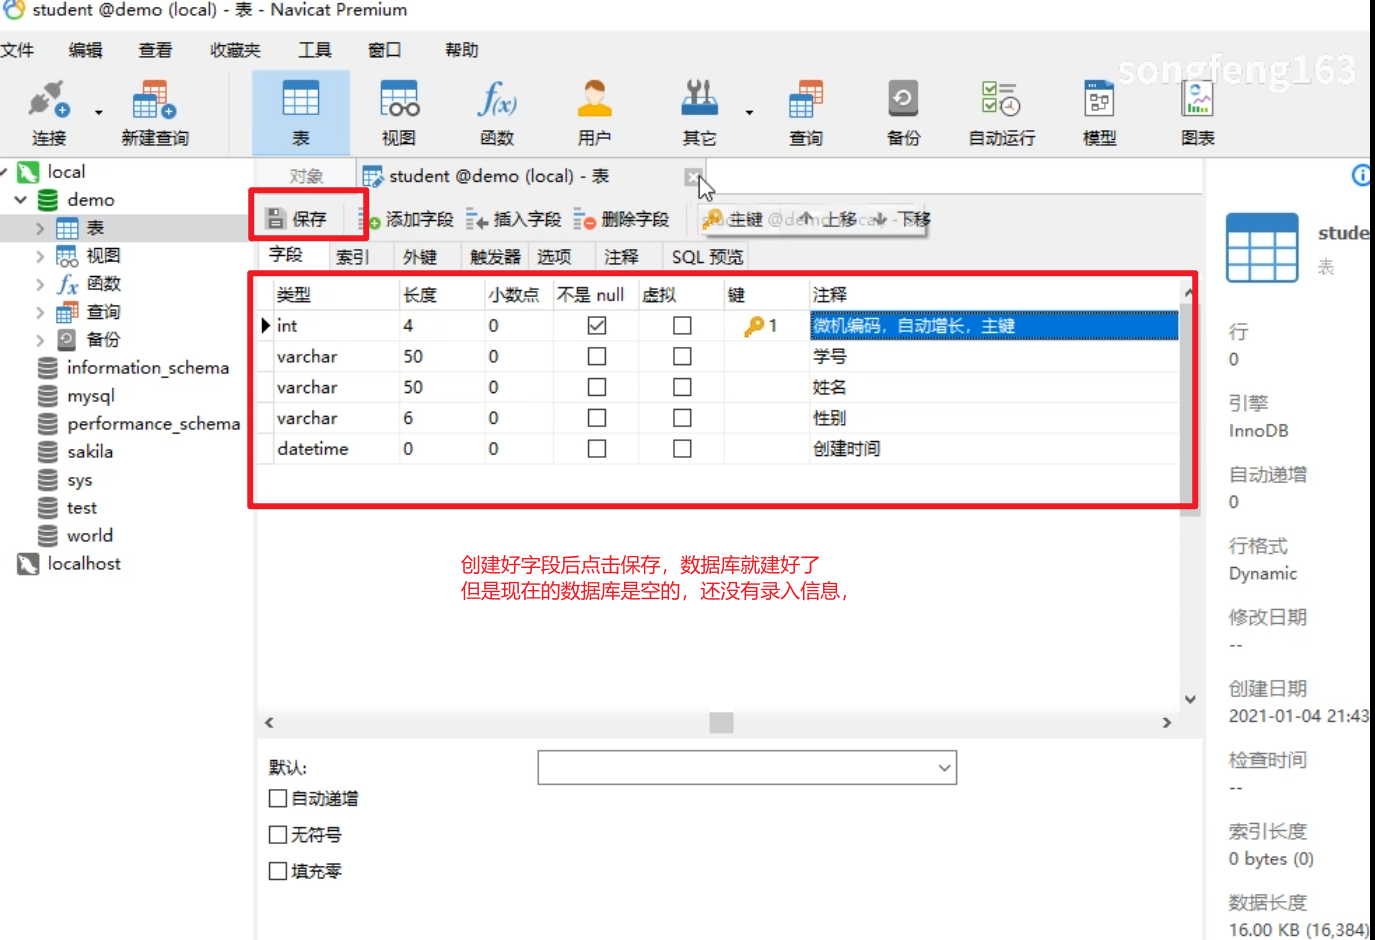 student @demo (local) - 表 - Navicat Premium
文件 编辑 查看 收藏夹 工具 窗口 帮助
songfeng163
连接 新建查询 表 视图 函数 用户 其它 查询 备份 自动运行 模型 图表
local
demo
表
视图
函数
查询
备份
information_schema
mysql
performance_schema
sakila
sys
test
world
localhost
对象 student @demo (local) - 表
保存 添加字段 插入字段 删除字段 主键 上移 下移
student @demo (local) - 表
字段 索引 外键 触发器 选项 注释 SQL 预览
类型 长度 小数点 不是 null 虚拟 键 注释
int 4 0 1 微机编码，自动增长，主键
varchar 50 0 学号
varchar 50 0 姓名
varchar 6 0 性别
datetime 0 0 创建时间
创建好字段后点击保存，数据库就建好了
但是现在的数据库是空的，还没有录入信息，
默认:
自动递增
无符号
填充零
stude
表
行
0
引擎
InnoDB
自动递增
0
行格式
Dynamic
修改日期
--
创建日期
2021-01-04 21:43
检查时间
--
索引长度
0 bytes (0)
数据长度
16.00 KB (16,384)